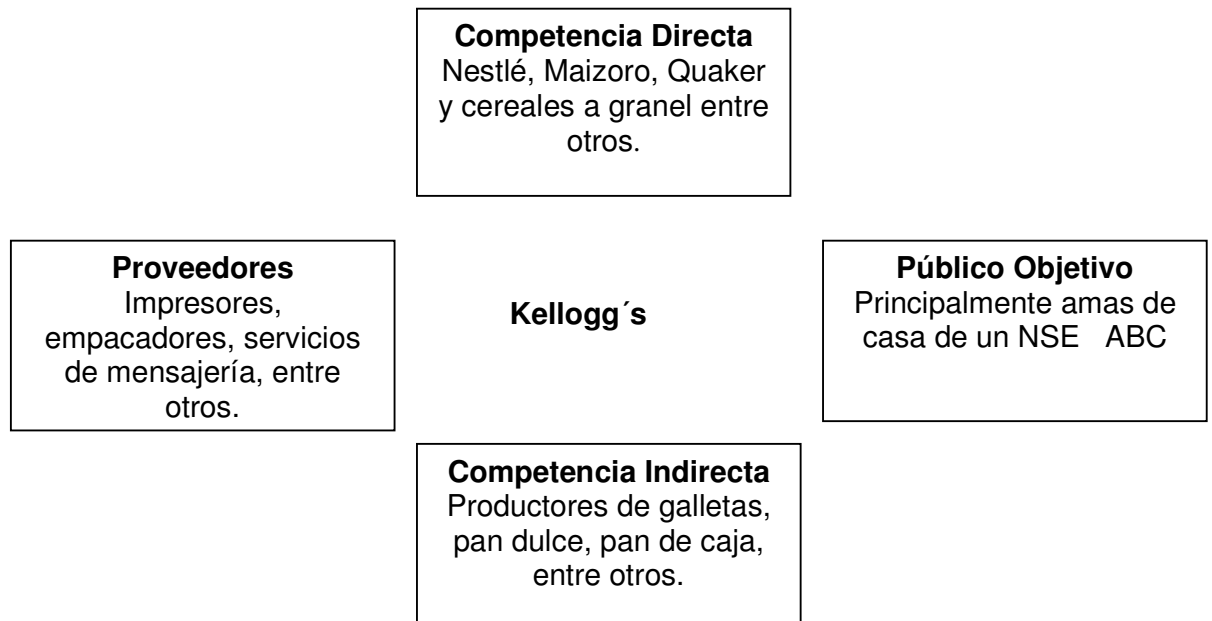 Competencia Directa
Nestlé, Maizoro, Quaker
y cereales a granel entre
otros.
Proveedores
Impresores,
empacadores, servicios
de mensajería, entre
otros.
Kellogg´s
Público Objetivo
Principalmente amas de
casa de un NSE ABC
Competencia Indirecta
Productores de galletas,
pan dulce, pan de caja,
entre otros.